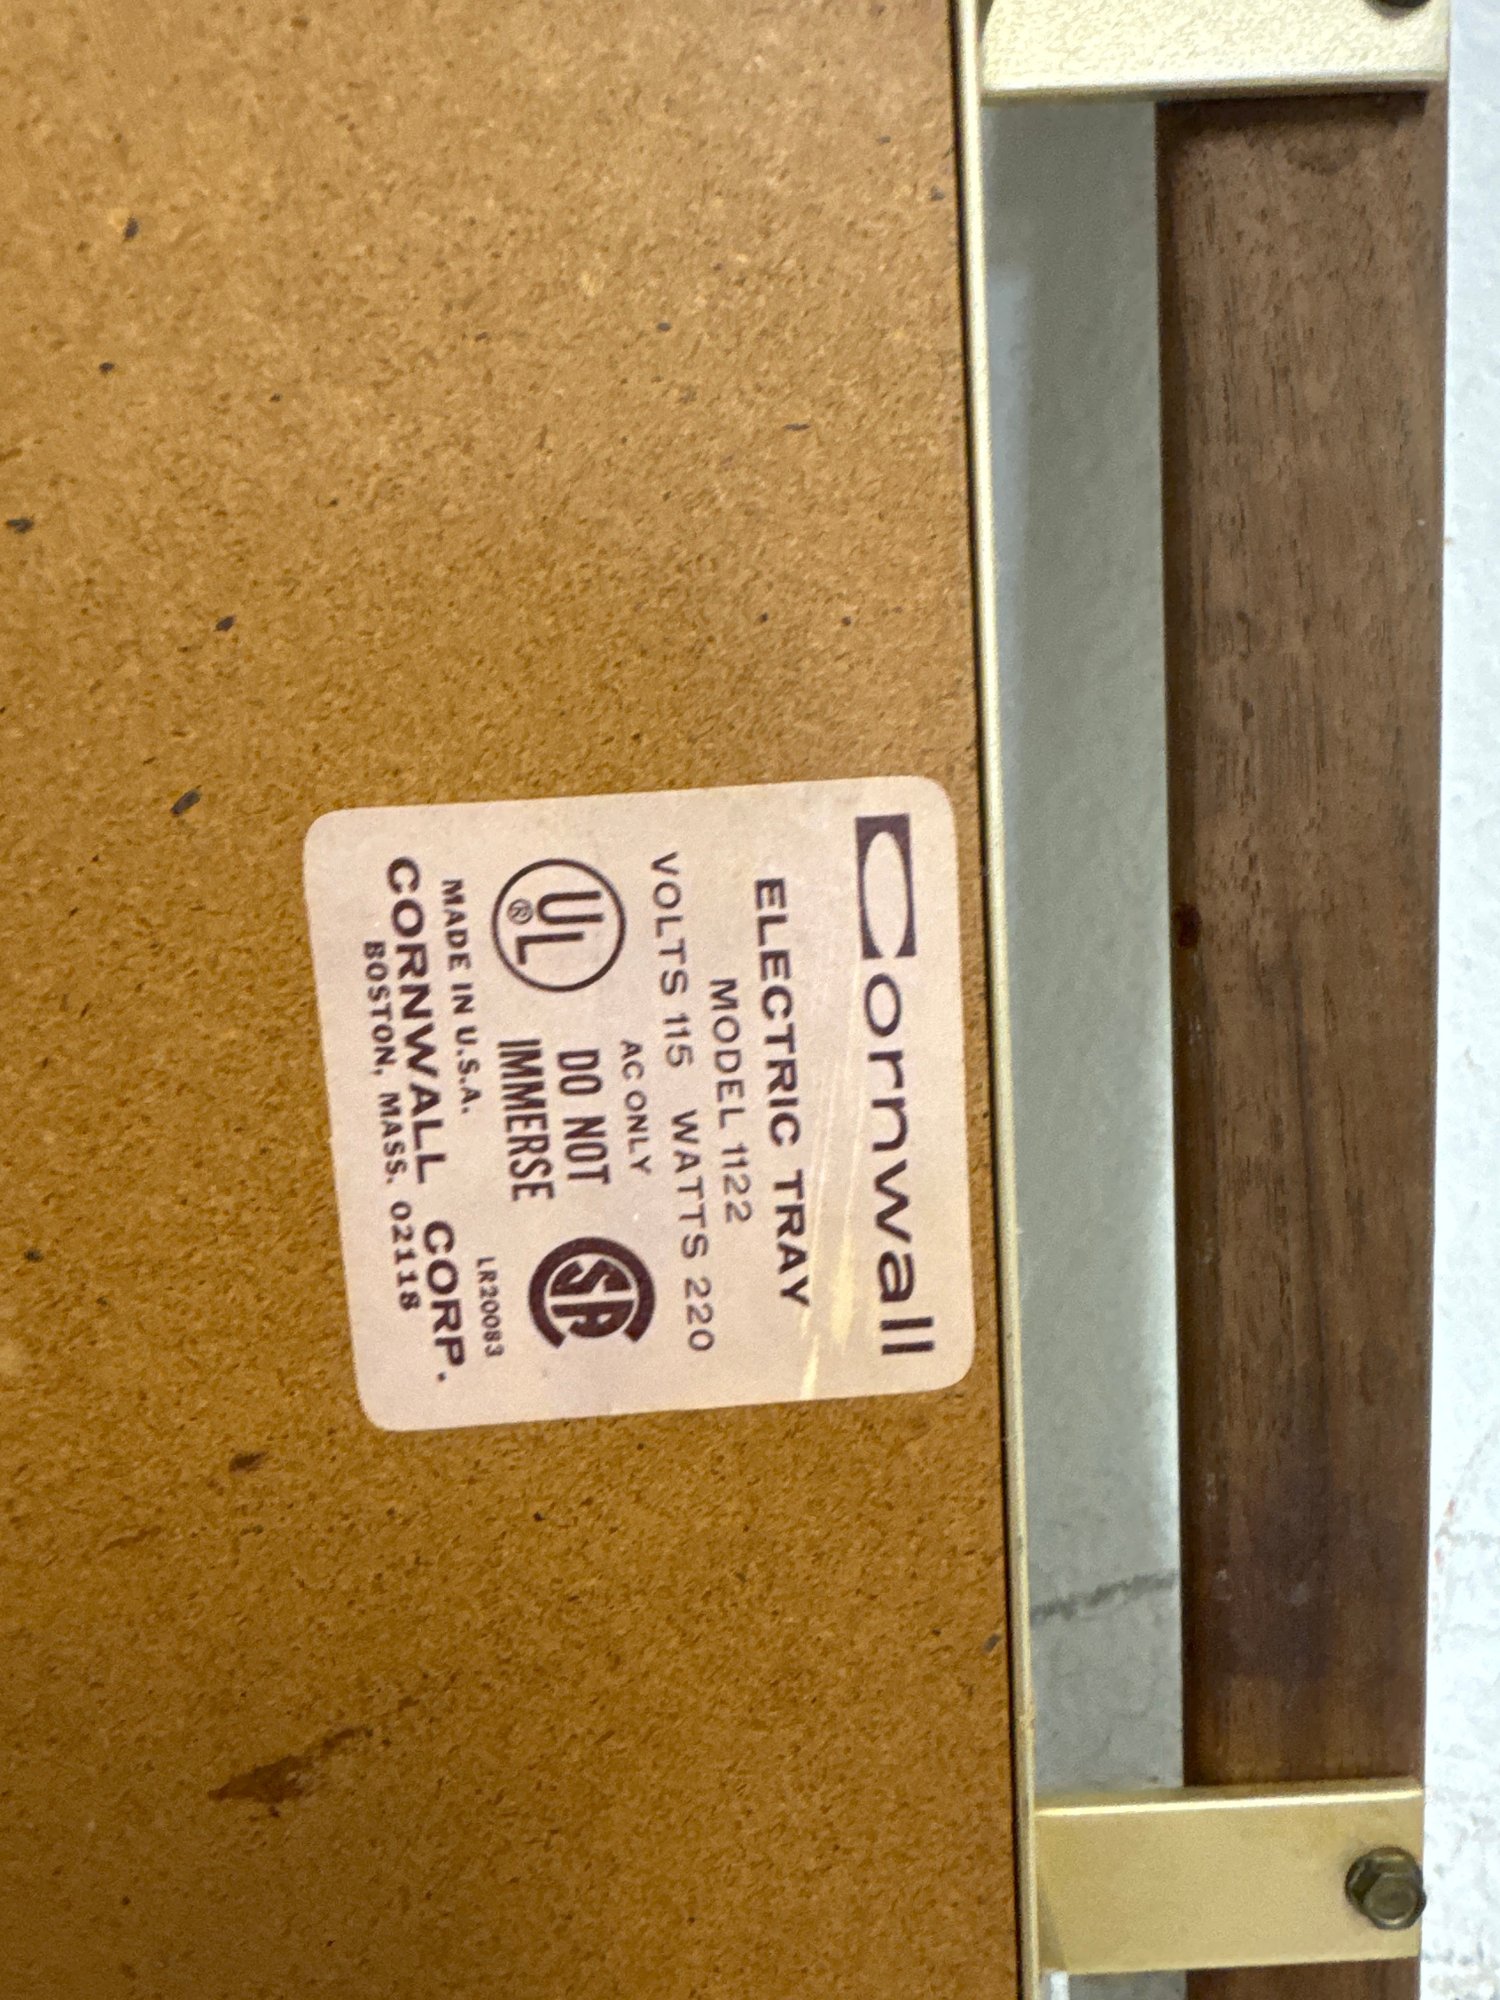 Cornwall
ELECTRIC TRAY
MODEL 1122
VOLTS 115 WATTS 220
AC ONLY
UL ®
DO NOT
IMMERSE
SA
LR20083
MADE IN U.S.A.
CORNWALL CORP.
BOSTON, MASS. 02118